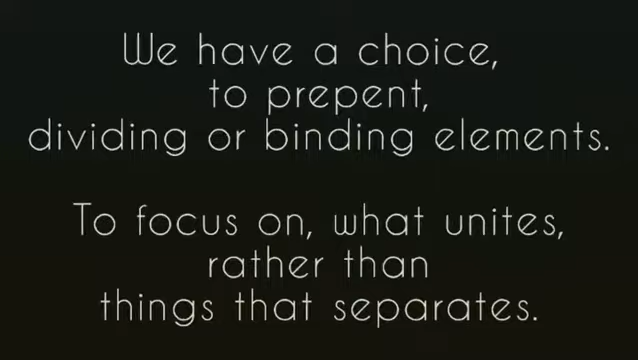 We have a choice,
to prepent,
dividing or binding elements.
To focus on, what unites,
rather than
things that separates.